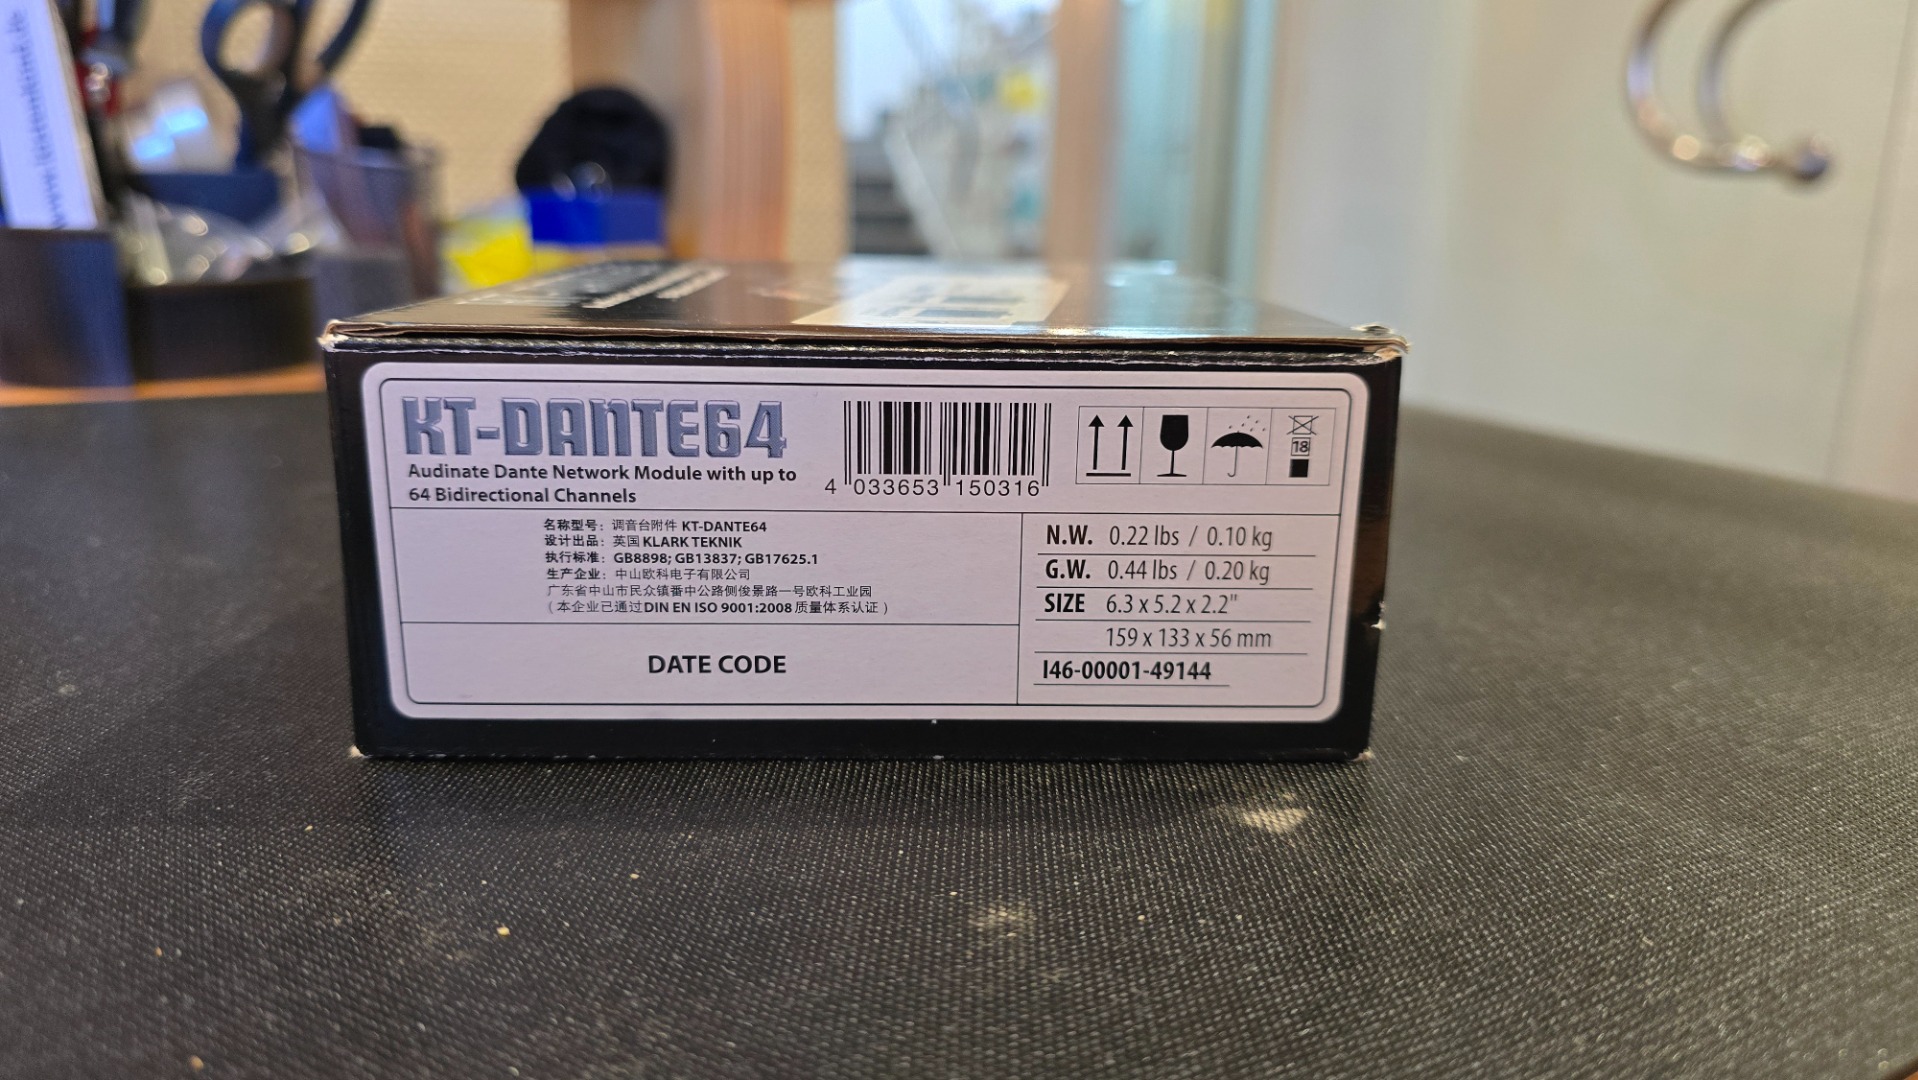 KT-DANTE64
Audinate Dante Network Module with up to
64 Bidirectional Channels
4 033653 150316
18
名称型号：调音台附件 KT-DANTE64
设计出品：英国 KLARK TEKNIK
执行标准：GB8898; GB13837; GB17625.1
生产企业：中山欧科电子有限公司
广东省中山市民众镇番中公路侧俊景路一号欧科工业园
（本企业已通过DIN EN ISO 9001:2008 质量体系认证）
DATE CODE
N.W. 0.22 lbs / 0.10 kg
G.W. 0.44 lbs / 0.20 kg
SIZE 6.3 x 5.2 x 2.2"
159 x 133 x 56 mm
I46-00001-49144